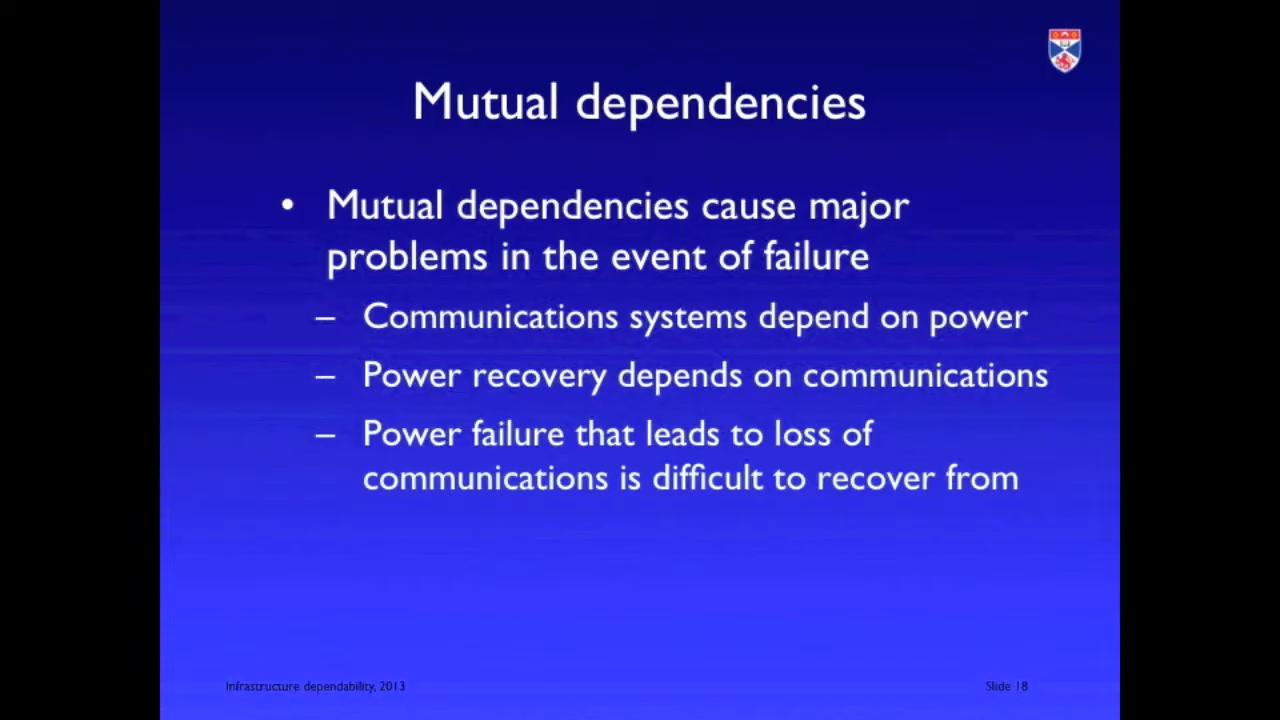 Mutual dependencies
• Mutual dependencies cause major
problems in the event of failure
– Communications systems depend on power
– Power recovery depends on communications
– Power failure that leads to loss of
communications is difficult to recover from
Infrastructure dependability, 2013
Slide 18